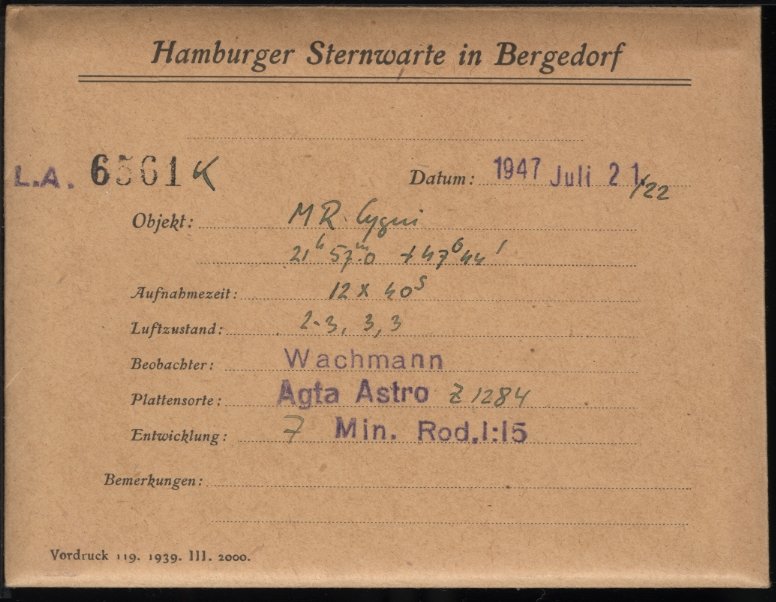 Hamburger Sternwarte in Bergedorf
L.A. 6561 K Datum: 1947 Juli 21./22
Objekt: MR. Cygni
21h 57m.0 +47° 44'
Aufnahmezeit: 12 x 40s
Luftzustand: 2-3, 3, 3
Beobachter: Wachmann
Plattensorte: Agfa Astro Z 1284
Entwicklung: 7 Min. Rod.1:15
Bemerkungen:
Vordruck 119. 1939. III. 2000.